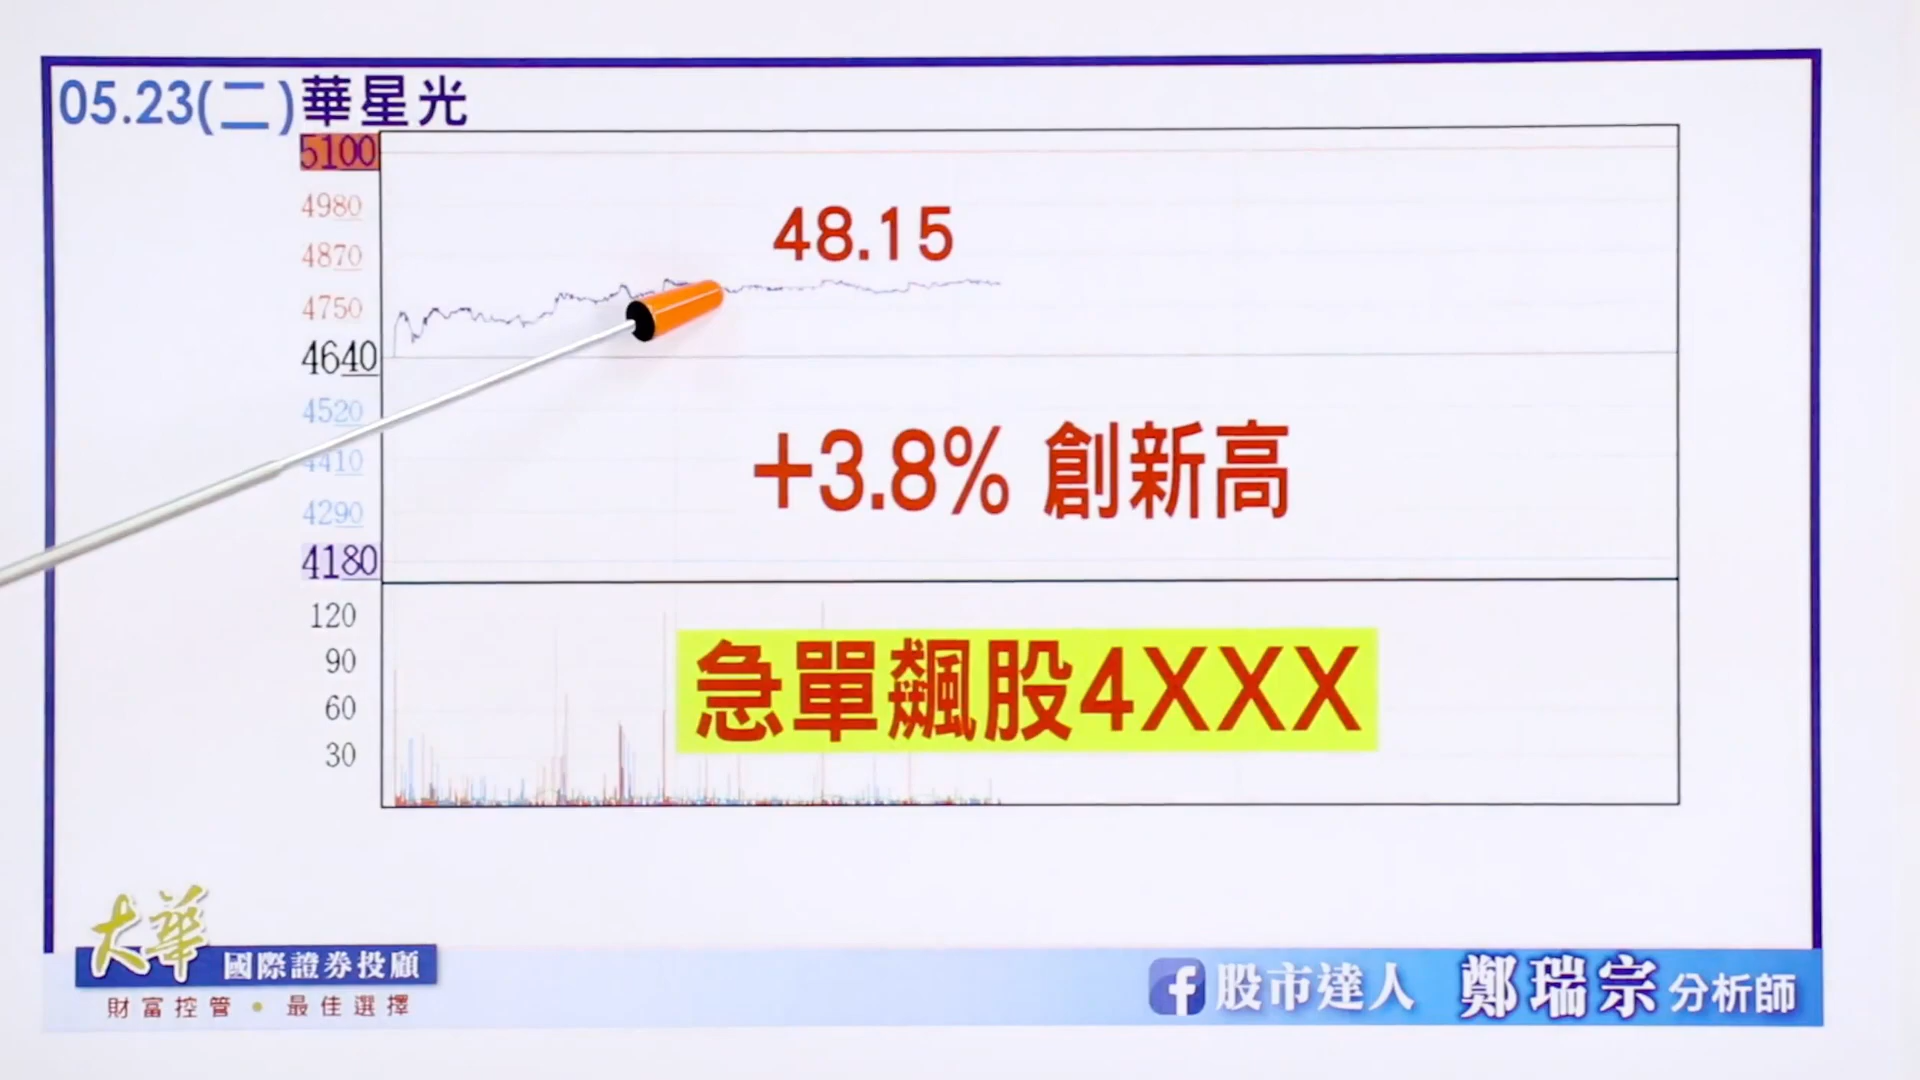 05.23(二)華星光
5100
4980
4870
4750
4640
4520
4410
4290
4180
120
90
60
30
48.15
+3.8% 創新高
急單飆股4XXX
大華
國際證券投顧
財富控管•最佳選擇
f 股市達人 鄭瑞宗分析師